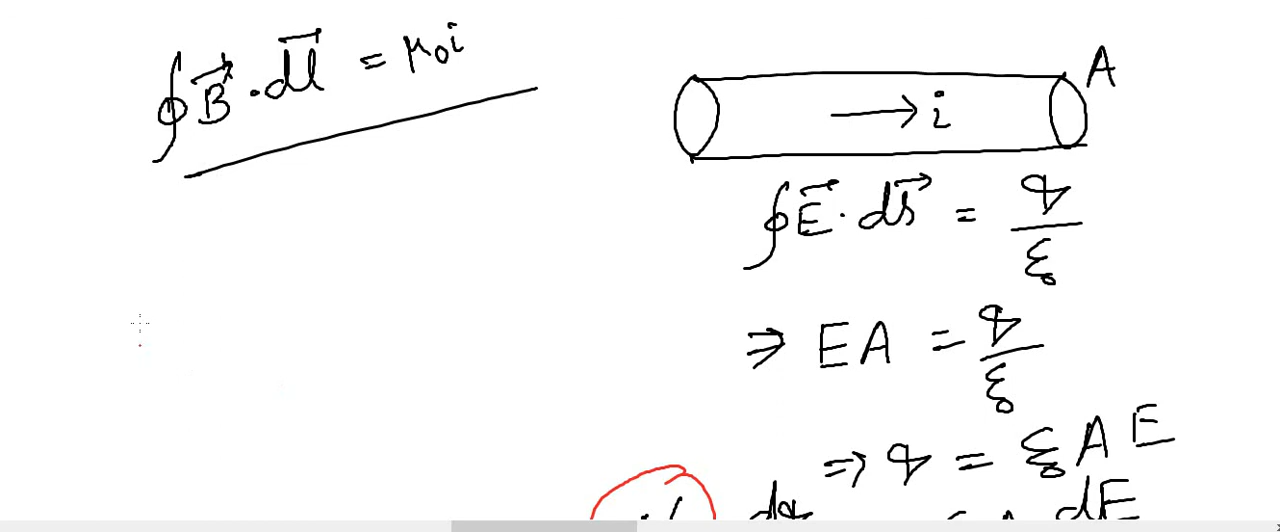 ∮B⃗·dl⃗ = μ₀i
A
→ i
∮E⃗·ds⃗ = q/ε₀
⇒ EA = q/ε₀
⇒ q = ε₀AE